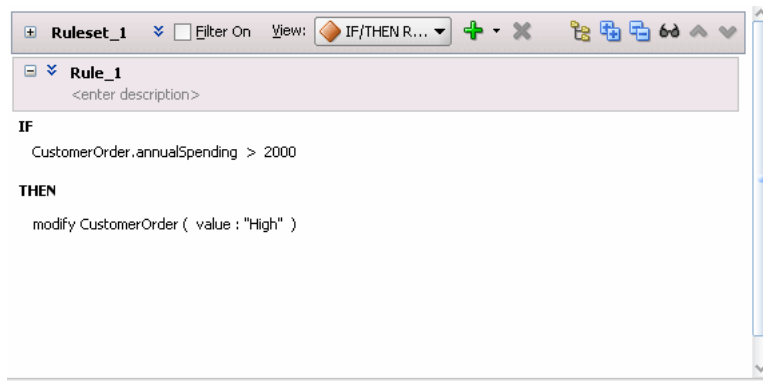 Ruleset_1 Filter On View: IF/THEN R...
Rule_1
<enter description>
IF
CustomerOrder.annualSpending > 2000
THEN
modify CustomerOrder ( value : "High" )